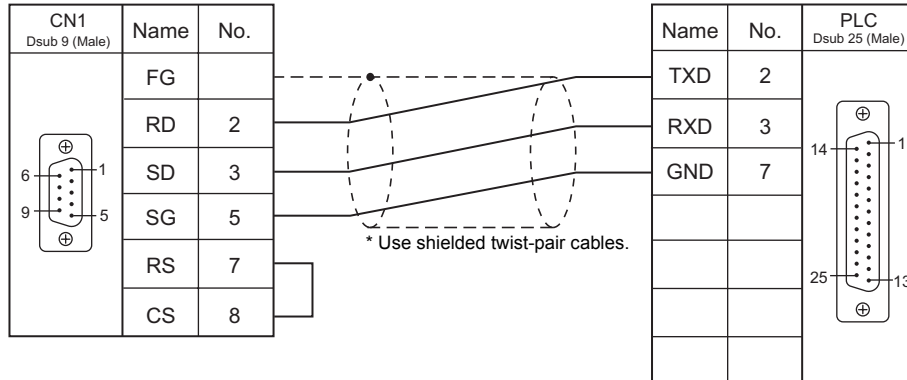 CN1
Dsub 9 (Male)
Name No.
FG
RD 2
SD 3
SG 5
RS 7
CS 8
1
6
9
5
* Use shielded twist-pair cables.
Name No.
PLC
Dsub 25 (Male)
TXD 2
RXD 3
GND 7
1
14
25
13